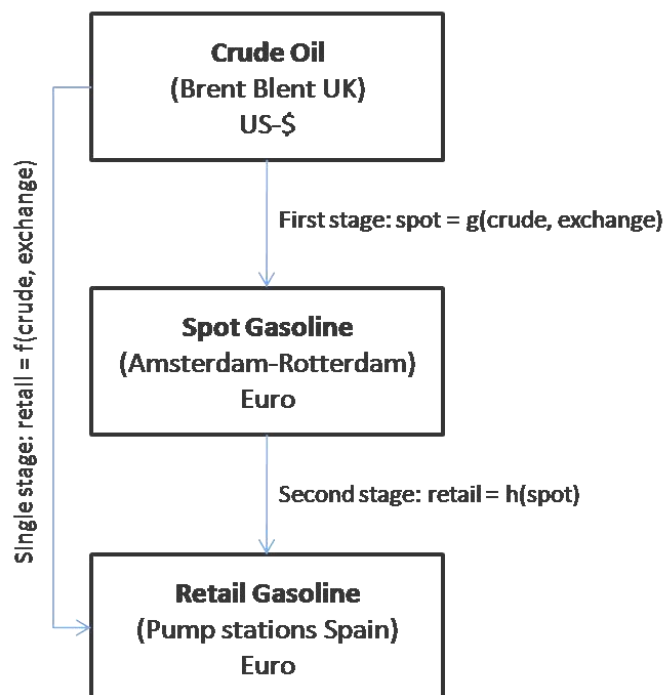 Crude Oil
(Brent Blent UK)
US-$
First stage: spot = g(crude, exchange)
Single stage: retail = f(crude, exchange)
Spot Gasoline
(Amsterdam-Rotterdam)
Euro
Second stage: retail = h(spot)
Retail Gasoline
(Pump stations Spain)
Euro